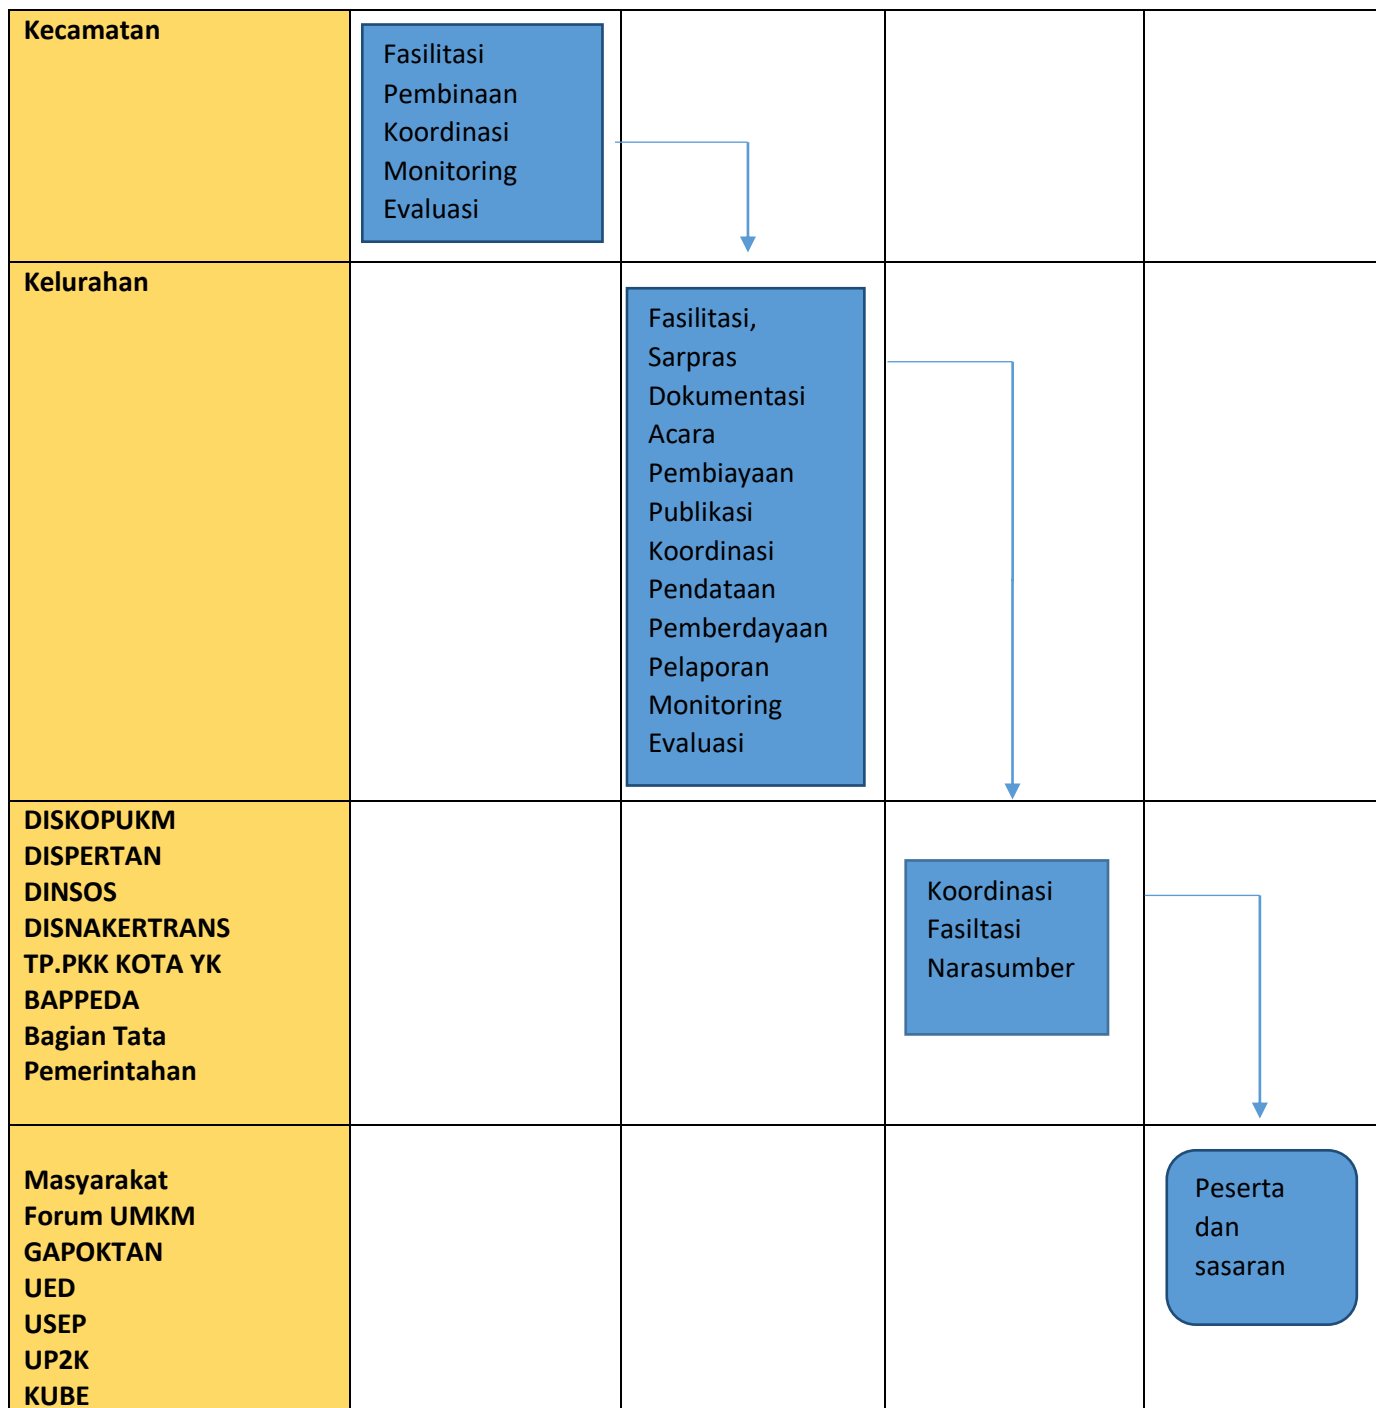 Kecamatan
Fasilitasi
Pembinaan
Koordinasi
Monitoring
Evaluasi
Kelurahan
Fasilitasi,
Sarpras
Dokumentasi
Acara
Pembiayaan
Publikasi
Koordinasi
Pendataan
Pemberdayaan
Pelaporan
Monitoring
Evaluasi
DISKOPUKM
DISPERTAN
DINSOS
DISNAKERTRANS
TP.PKK KOTA YK
BAPPEDA
Bagian Tata
Pemerintahan
Koordinasi
Fasiltasi
Narasumber
Masyarakat
Forum UMKM
GAPOKTAN
UED
USEP
UP2K
KUBE
Peserta
dan
sasaran